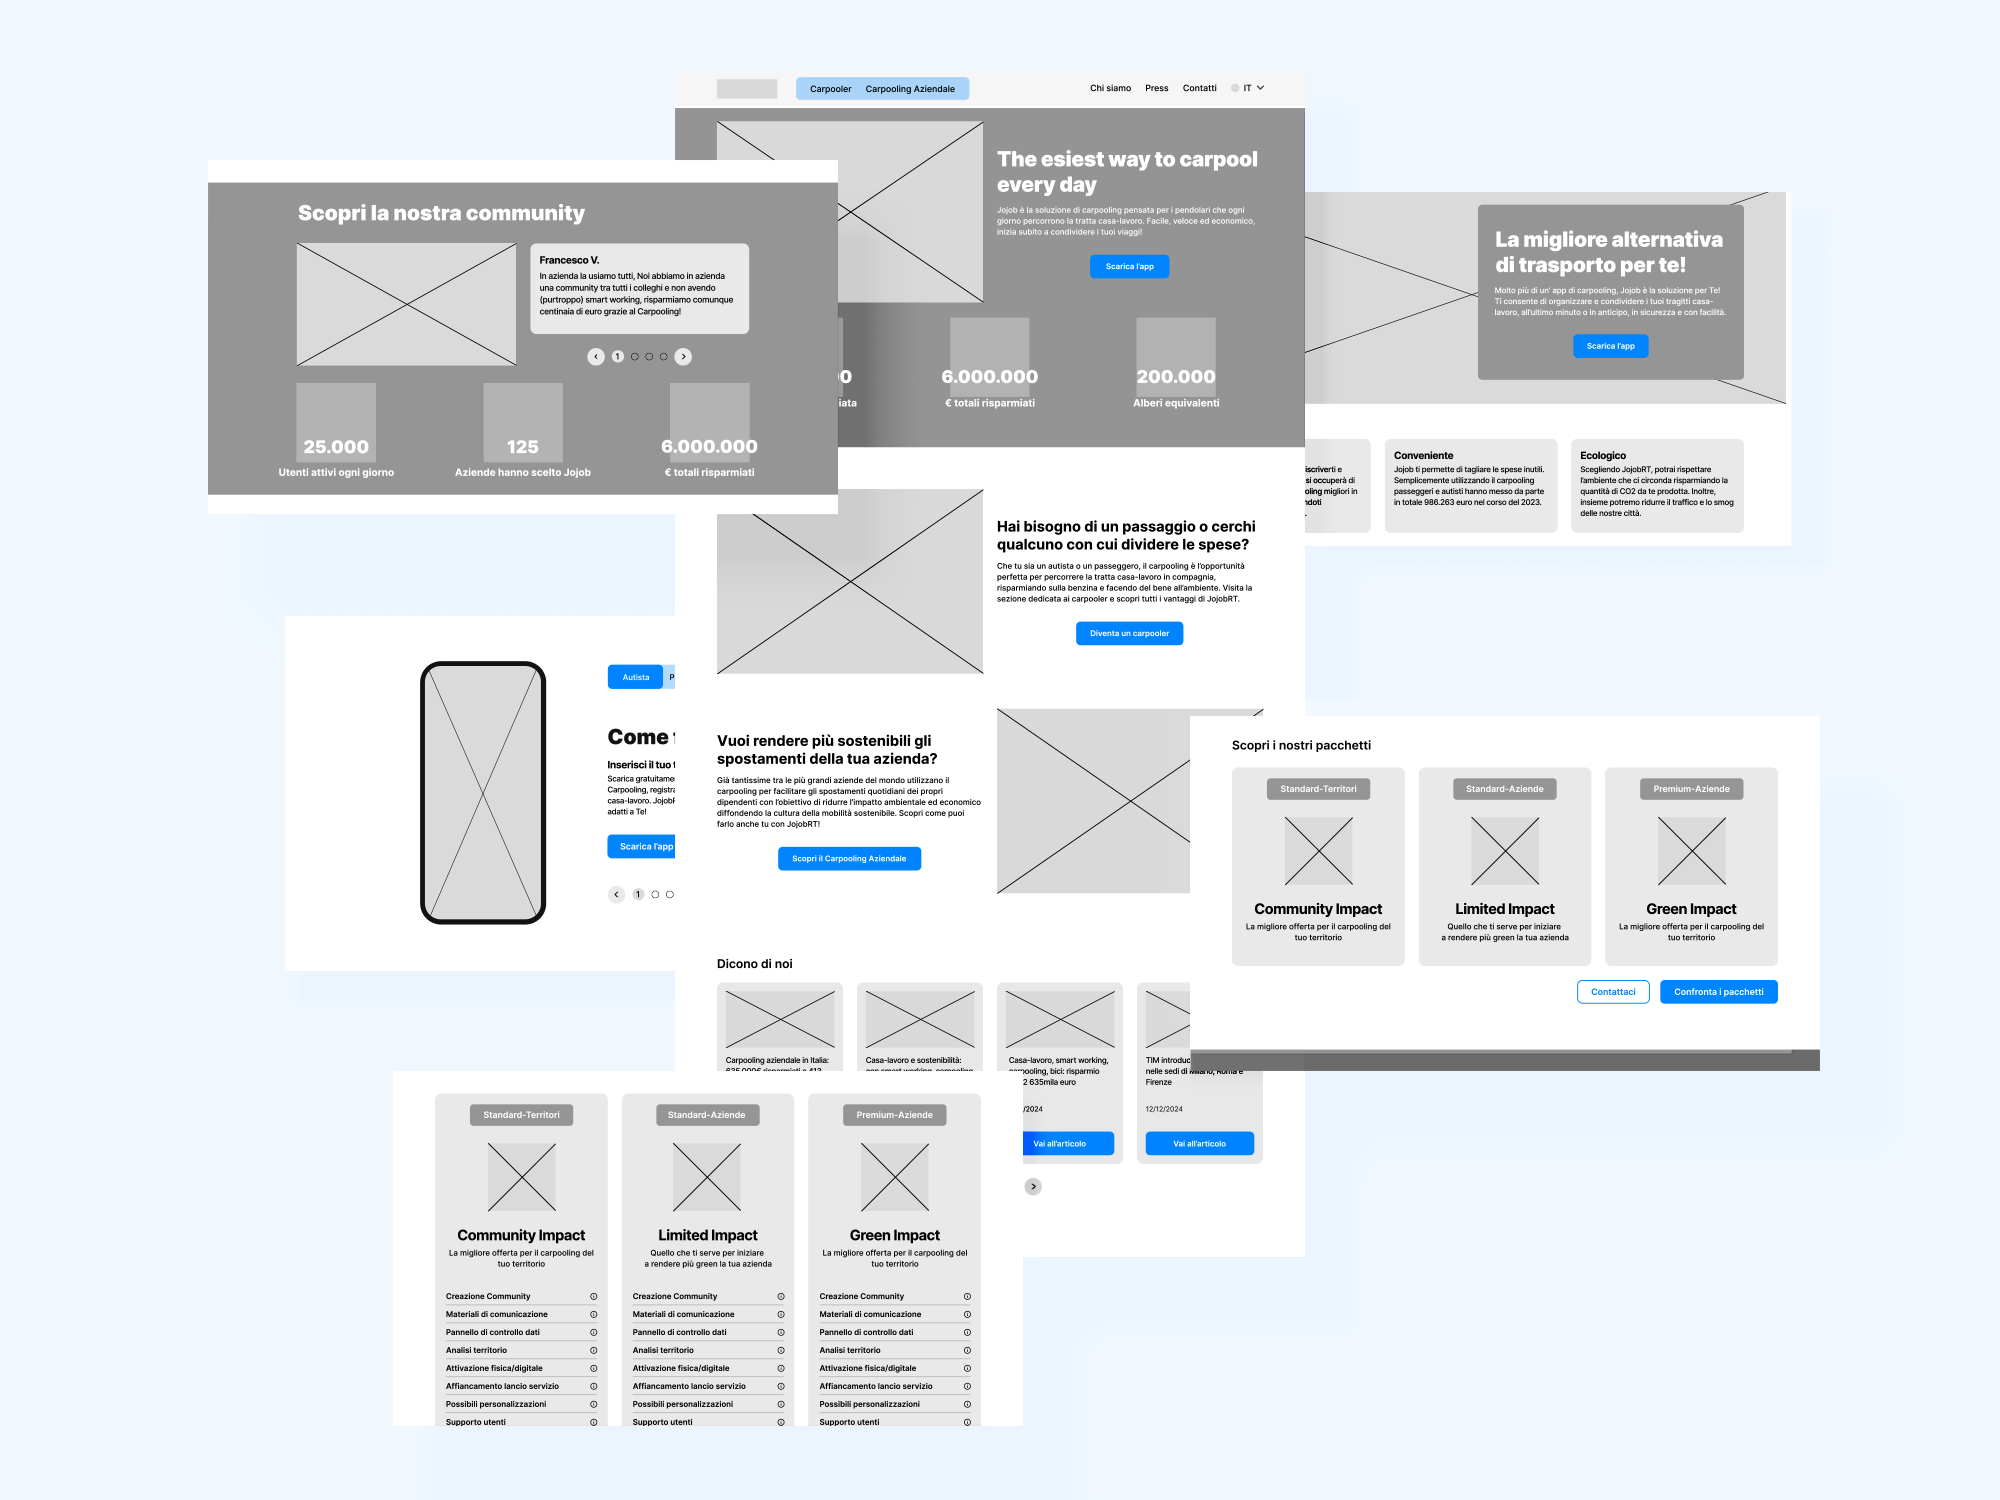 Carpooler Carpooling Aziendale Chi siamo Press Contatti IT
The esiest way to carpool
every day
Jojob è la soluzione di carpooling pensata per i pendolari che ogni
giorno percorrono la tratta casa-lavoro. Facile, veloce ed economico,
inizia subito a condividere i tuoi viaggi!
Scarica l'app
6.000.000
€ totali risparmiati
200.000
Alberi equivalenti
Scopri la nostra community
Francesco V.
In azienda la usiamo tutti, Noi abbiamo in azienda
una community tra tutti i colleghi e non avendo
(purtroppo) smart working, risparmiamo comunque
centinaia di euro grazie al Carpooling!
1
25.000
Utenti attivi ogni giorno
125
Aziende hanno scelto Jojob
6.000.000
€ totali risparmiati
La migliore alternativa
di trasporto per te!
Molto più di un' app di carpooling, Jojob è la soluzione per Te!
Ti consente di organizzare e condividere i tuoi tragitti casa-
lavoro, all'ultimo minuto o in anticipo, in sicurezza e con facilità.
Scarica l'app
iscriverti e
si occuperà di
migliori in
Conveniente
Jojob ti permette di tagliare le spese inutili.
Semplicemente utilizzando il carpooling
passeggeri e autisti hanno messo da parte
in totale 986.263 euro nel corso del 2023.
Ecologico
Scegliendo JojobRT, potrai rispettare
l'ambiente che ci circonda risparmiando la
quantità di CO2 da te prodotta. Inoltre,
insieme potremo ridurre il traffico e lo smog
delle nostre città.
Hai bisogno di un passaggio o cerchi
qualcuno con cui dividere le spese?
Che tu sia un autista o un passeggero, il carpooling è l'opportunità
perfetta per percorrere la tratta casa-lavoro in compagnia,
risparmiando sulla benzina e facendo del bene all'ambiente. Visita la
sezione dedicata ai carpooler e scopri tutti i vantaggi di JojobRT.
Diventa un carpooler
Autista P
Come
Inserisci il tuo
Scarica gratuitame
Carpooling, registra
casa-lavoro. Jojob
adatti a Te!
Scarica l'app
1
Vuoi rendere più sostenibili gli
spostamenti della tua azienda?
Già tantissime tra le più grandi aziende del mondo utilizzano il
carpooling per facilitare gli spostamenti quotidiani dei propri
dipendenti con l'obiettivo di ridurre l'impatto ambientale ed economico
diffondendo la cultura della mobilità sostenibile. Scopri come puoi
farlo anche tu con JojobRT!
Scopri il Carpooling Aziendale
Scopri i nostri pacchetti
Standard-Territori
Community Impact
La migliore offerta per il carpooling del
tuo territorio
Standard-Aziende
Limited Impact
Quello che ti serve per iniziare
a rendere più green la tua azienda
Premium-Aziende
Green Impact
La migliore offerta per il carpooling del
tuo territorio
Contattaci Confronta i pacchetti
Dicono di noi
Carpooling aziendale in Italia:
635.000€ risparmiati e 413
Casa-lavoro e sostenibilità:
con smart working, carpooling
Casa-lavoro, smart working,
carpooling, bici: risparmio
2 635mila euro
/2024
Vai all'articolo
TIM introduc
nelle sedi di Milano, Roma e
Firenze
12/12/2024
Vai all'articolo
Standard-Territori
Community Impact
La migliore offerta per il carpooling del
tuo territorio
Creazione Community
Materiali di comunicazione
Pannello di controllo dati
Analisi territorio
Attivazione fisica/digitale
Affiancamento lancio servizio
Possibili personalizzazioni
Supporto utenti
Standard-Aziende
Limited Impact
Quello che ti serve per iniziare
a rendere più green la tua azienda
Creazione Community
Materiali di comunicazione
Pannello di controllo dati
Analisi territorio
Attivazione fisica/digitale
Affiancamento lancio servizio
Possibili personalizzazioni
Supporto utenti
Premium-Aziende
Green Impact
La migliore offerta per il carpooling del
tuo territorio
Creazione Community
Materiali di comunicazione
Pannello di controllo dati
Analisi territorio
Attivazione fisica/digitale
Affiancamento lancio servizio
Possibili personalizzazioni
Supporto utenti